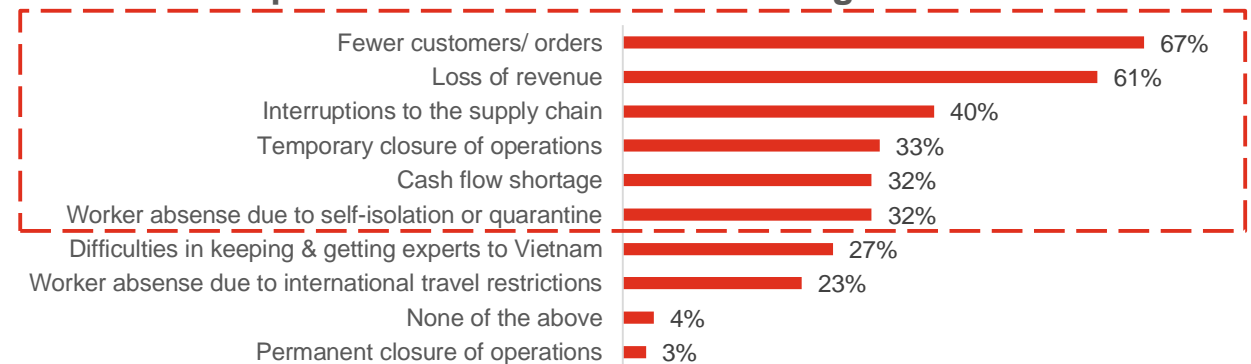 Fewer customers/ orders 67%
Loss of revenue 61%
Interruptions to the supply chain 40%
Temporary closure of operations 33%
Cash flow shortage 32%
Worker absense due to self-isolation or quarantine 32%
Difficulties in keeping & getting experts to Vietnam 27%
Worker absense due to international travel restrictions 23%
None of the above 4%
Permanent closure of operations 3%